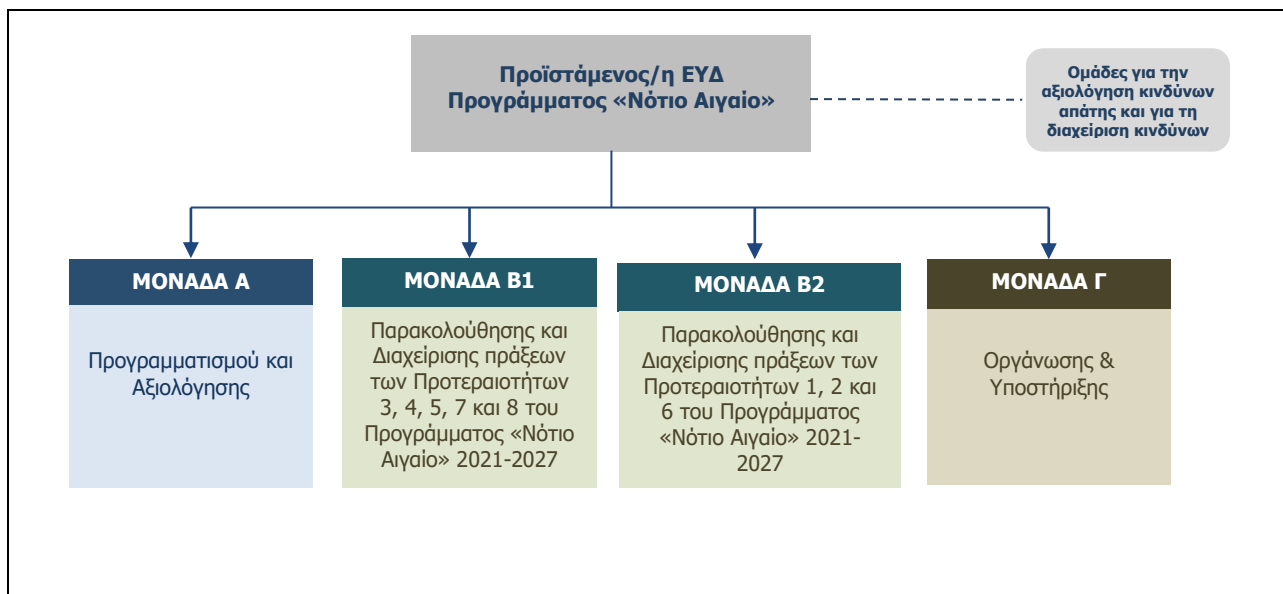 Προϊστάμενος/η ΕΥΔ
Προγράμματος «Νότιο Αιγαίο»
Ομάδες για την
αξιολόγηση κινδύνων
απάτης και για τη
διαχείριση κινδύνων
ΜΟΝΑΔΑ Α
Προγραμματισμού και
Αξιολόγησης
ΜΟΝΑΔΑ Β1
Παρακολούθησης και
Διαχείρισης πράξεων
των Προτεραιοτήτων
3, 4, 5, 7 και 8 του
Προγράμματος «Νότιο
Αιγαίο» 2021-2027
ΜΟΝΑΔΑ Β2
Παρακολούθησης και
Διαχείρισης πράξεων των
Προτεραιοτήτων 1, 2 και
6 του Προγράμματος
«Νότιο Αιγαίο» 2021-
2027
ΜΟΝΑΔΑ Γ
Οργάνωσης &
Υποστήριξης